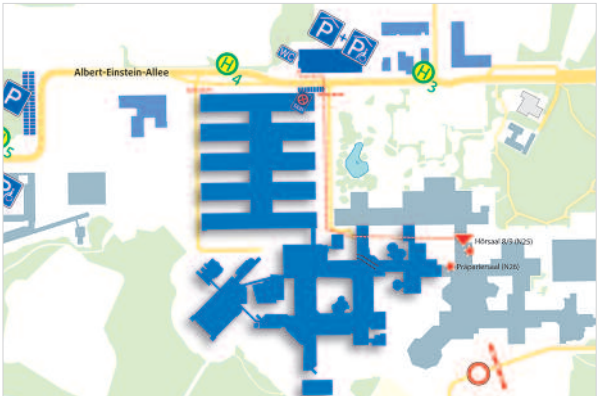 P + P
WC
H
4
Albert-Einstein-Allee
H
3
P
H
5
P
Hörsaal 8/9 (N25)
Präpariersaal (N26)